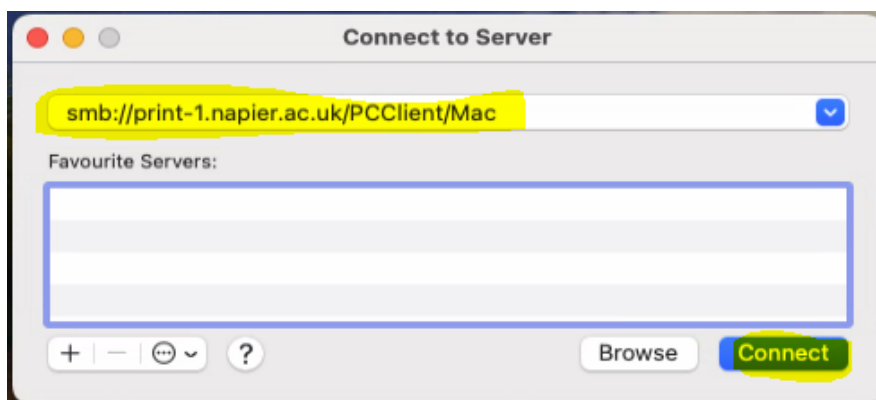 Connect to Server
smb://print-1.napier.ac.uk/PCClient/Mac
Favourite Servers:
+ − ?
Browse Connect